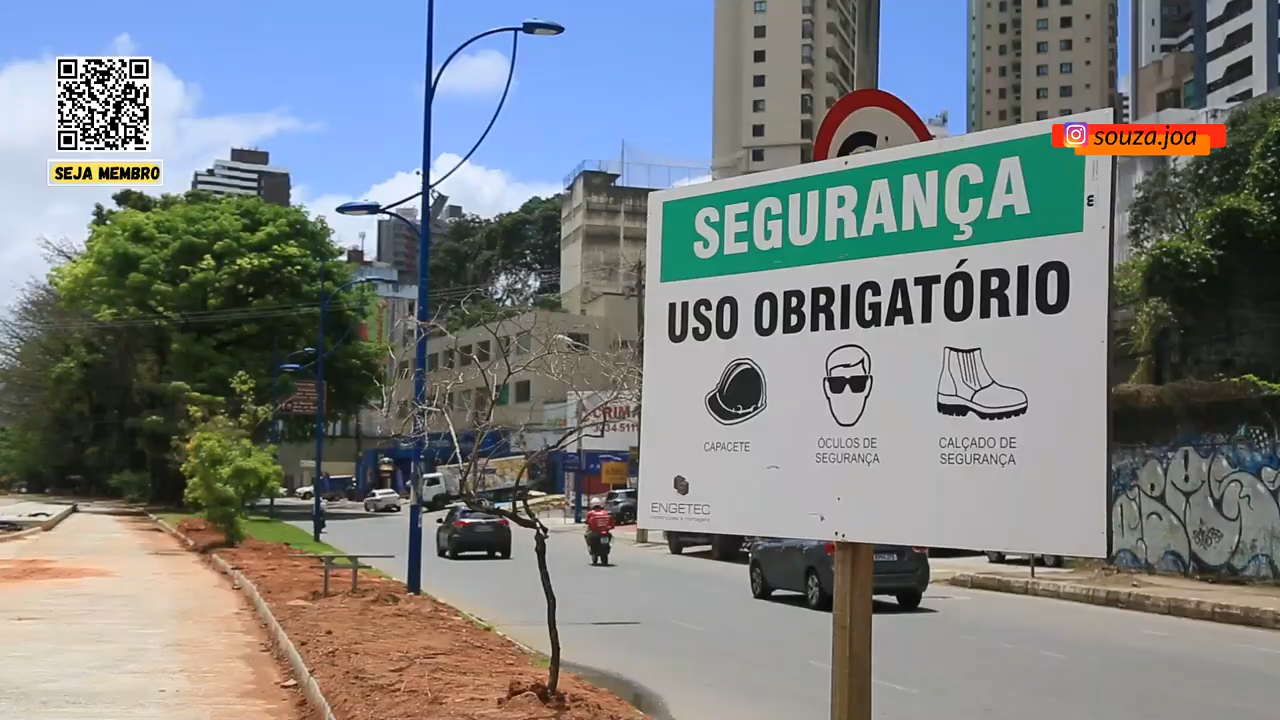 SEJA MEMBRO
souza.joa
SEGURANÇA
USO OBRIGATÓRIO
CAPACETE
ÓCULOS DE
SEGURANÇA
CALÇADO DE
SEGURANÇA
ENGETEC